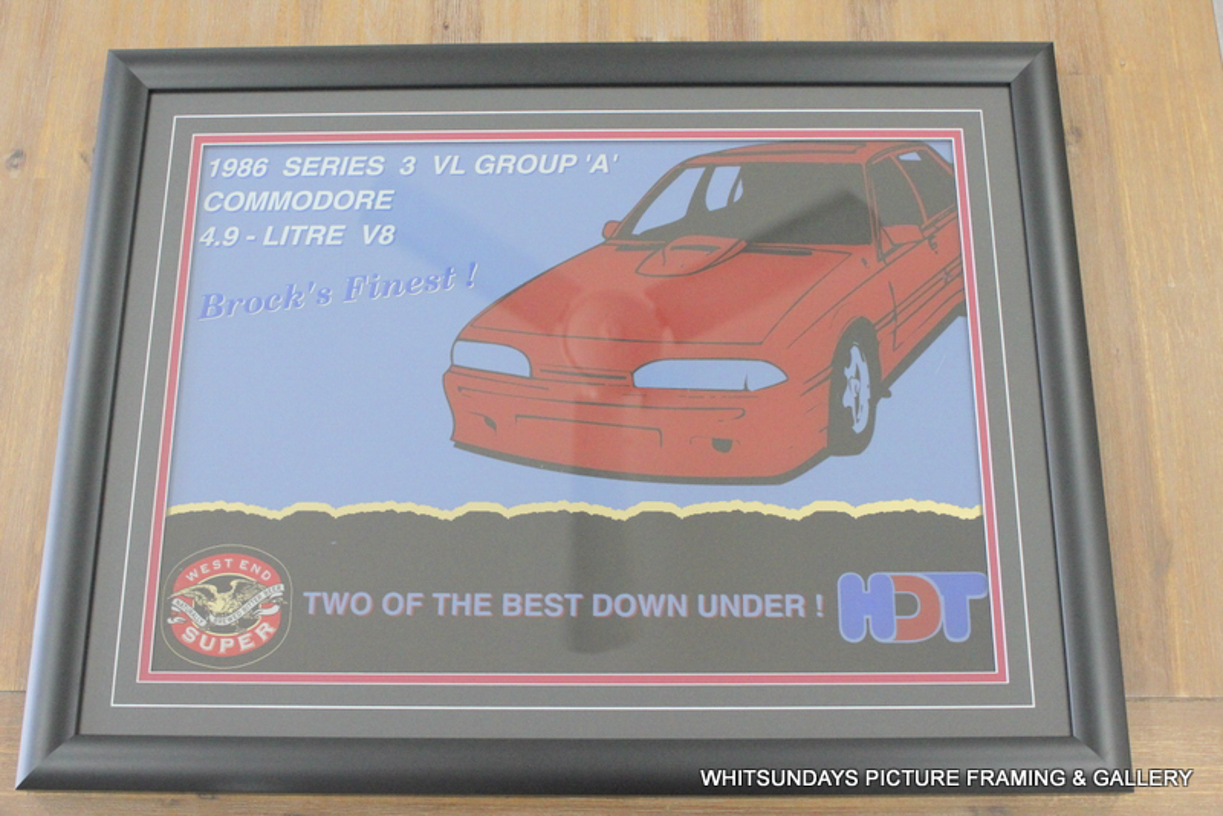 1986 SERIES 3 VL GROUP 'A'
COMMODORE
4.9 - LITRE V8
Brock's Finest !
WEST END
SUPER
TWO OF THE BEST DOWN UNDER !
HDT
WHITSUNDAYS PICTURE FRAMING & GALLERY